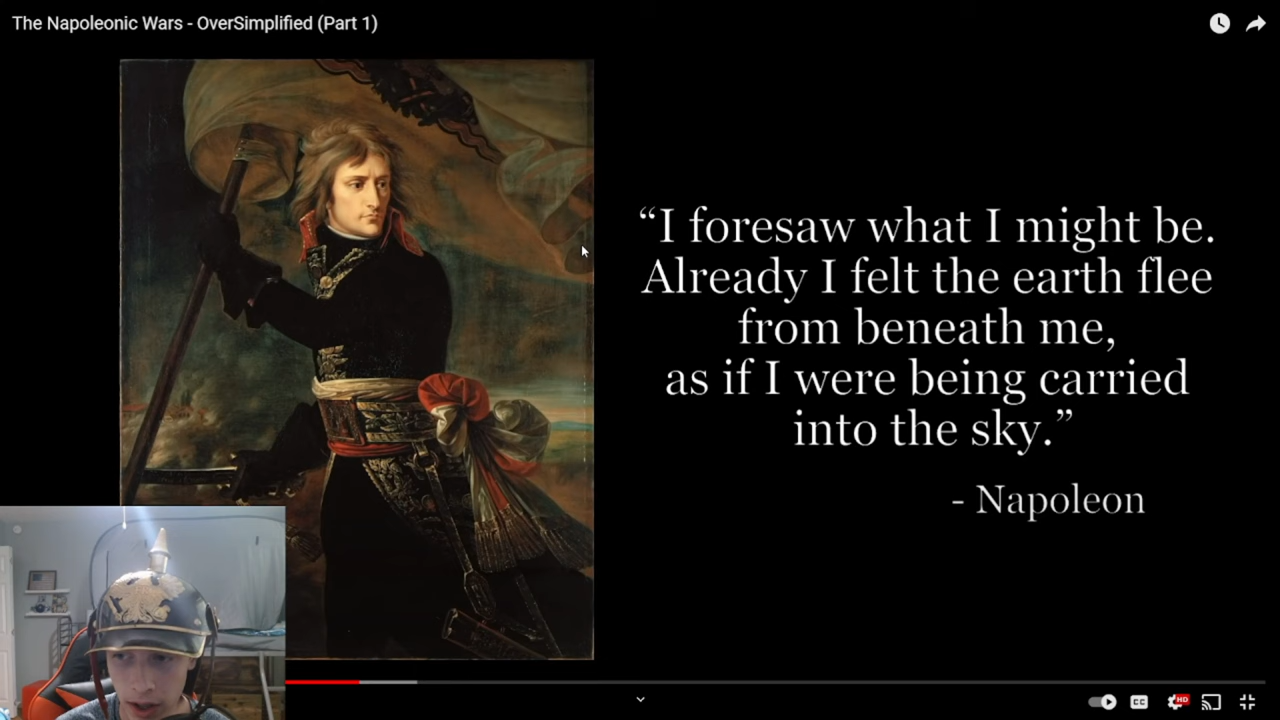 The Napoleonic Wars - OverSimplified (Part 1)
“I foresaw what I might be.
Already I felt the earth flee
from beneath me,
as if I were being carried
into the sky.”
- Napoleon
CC
HD